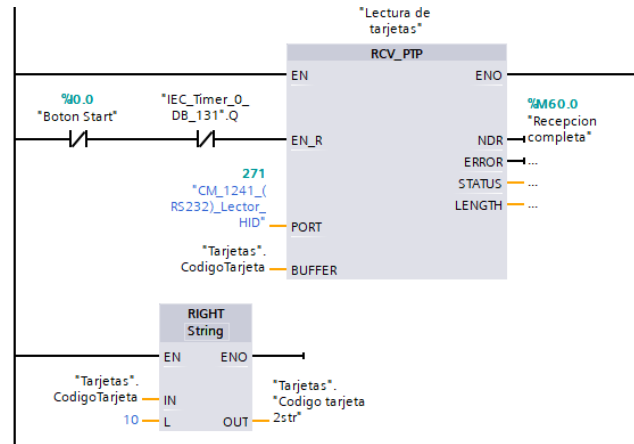 "Lectura de
tarjetas"
RCV_PTP
EN
ENO
%I0.0
"Boton Start"
"IEC_Timer_0_
DB_131".Q
EN_R
%M60.0
"Recepcion
completa"
NDR
ERROR
...
STATUS
...
LENGTH
...
271
"CM_1241_(
RS232)_Lector_
HID"
PORT
"Tarjetas".
CodigoTarjeta
BUFFER
RIGHT
String
EN
ENO
"Tarjetas".
CodigoTarjeta
IN
10
L
OUT
"Tarjetas".
"Codigo tarjeta
2str"